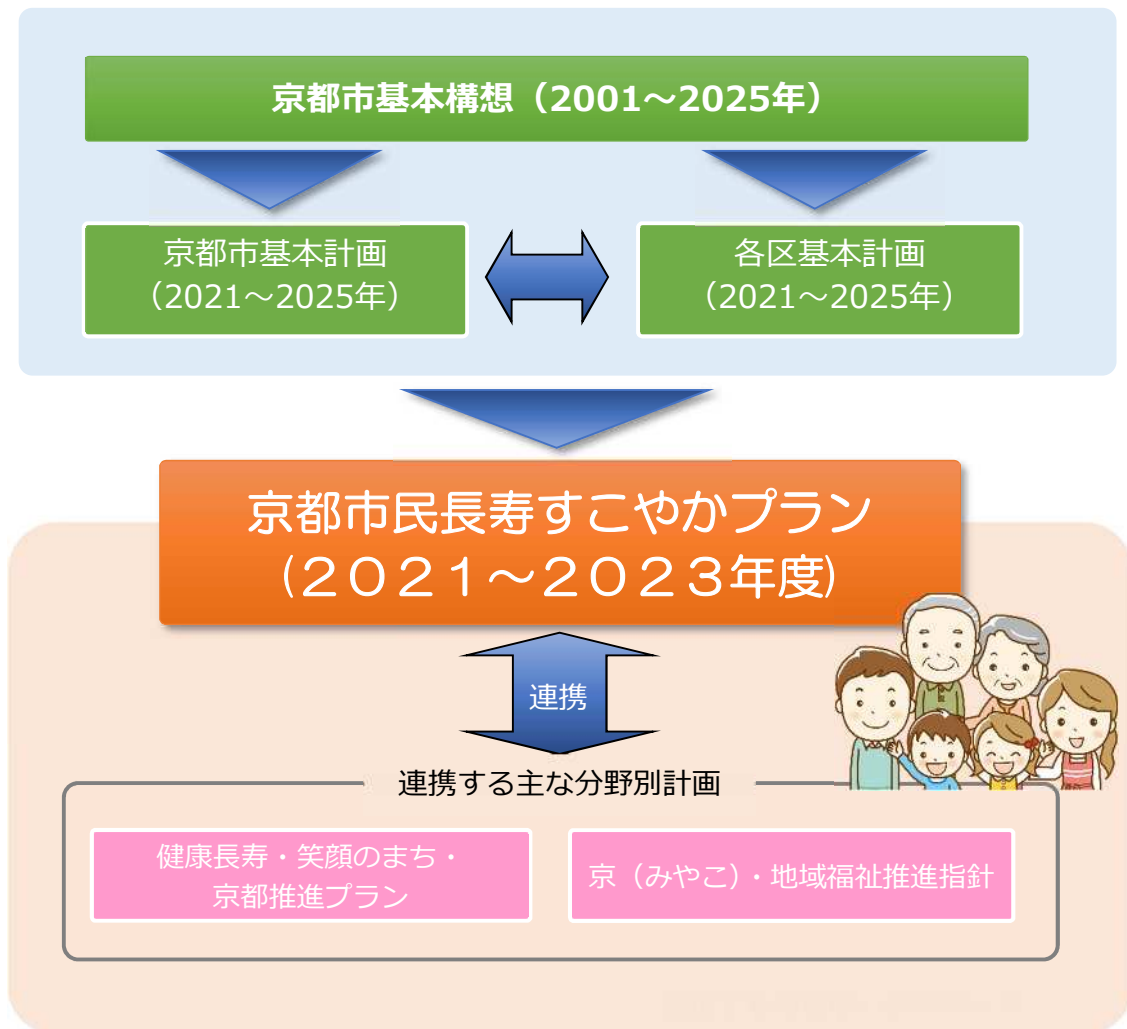 京都市基本構想（2001～2025年）
京都市基本計画
（2021～2025年）
各区基本計画
（2021～2025年）
京都市民長寿すこやかプラン
（２０２１～２０２３年度）
連携
連携する主な分野別計画
健康長寿・笑顔のまち・
京都推進プラン
京（みやこ）・地域福祉推進指針